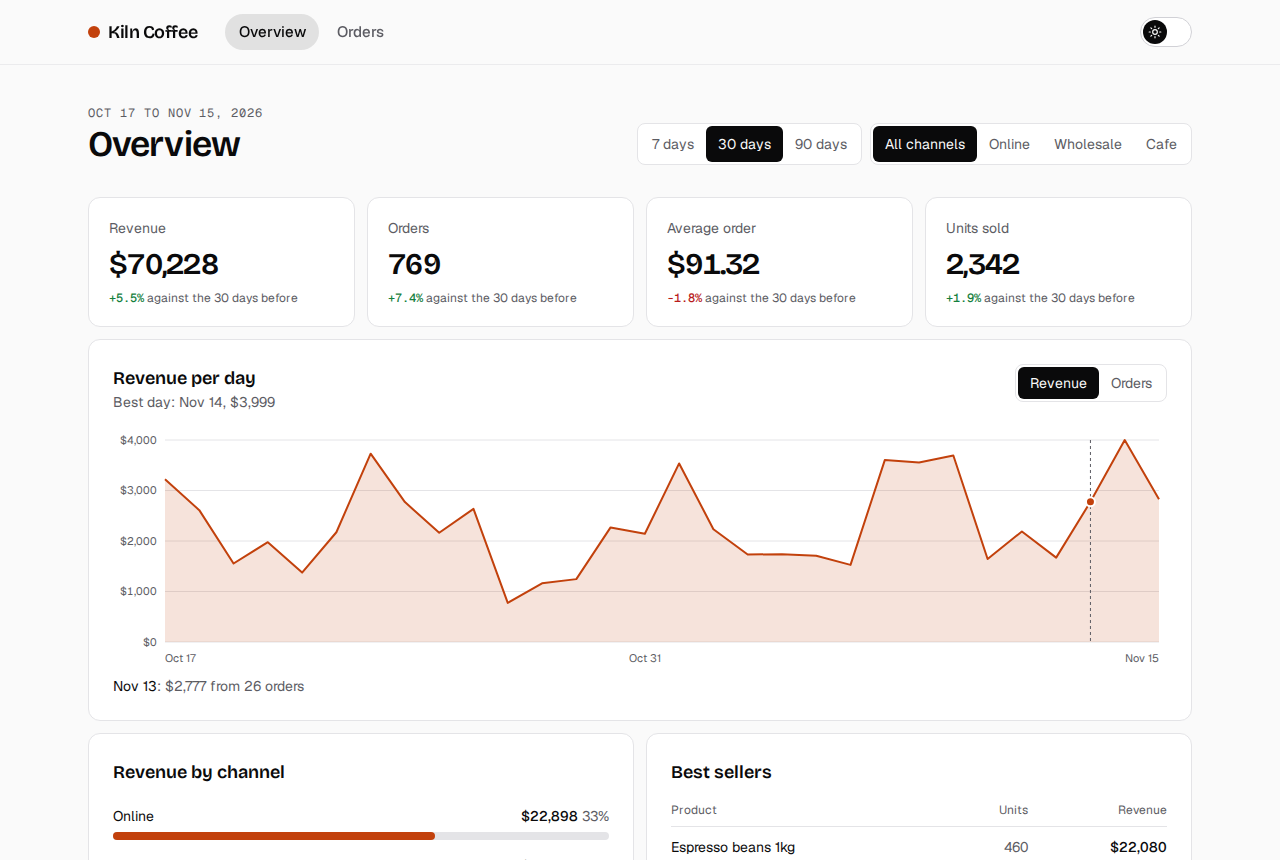 Kiln Coffee Overview Orders
OCT 17 TO NOV 15, 2026
Overview
7 days 30 days 90 days All channels Online Wholesale Cafe
Revenue
$70,228
+5.5% against the 30 days before
Orders
769
+7.4% against the 30 days before
Average order
$91.32
-1.8% against the 30 days before
Units sold
2,342
+1.9% against the 30 days before
Revenue per day
Best day: Nov 14, $3,999
Revenue Orders
$4,000
$3,000
$2,000
$1,000
$0
Oct 17 Oct 31 Nov 15
Nov 13: $2,777 from 26 orders
Revenue by channel
Online $22,898 33%
Best sellers
Product Units Revenue
Espresso beans 1kg 460 $22,080